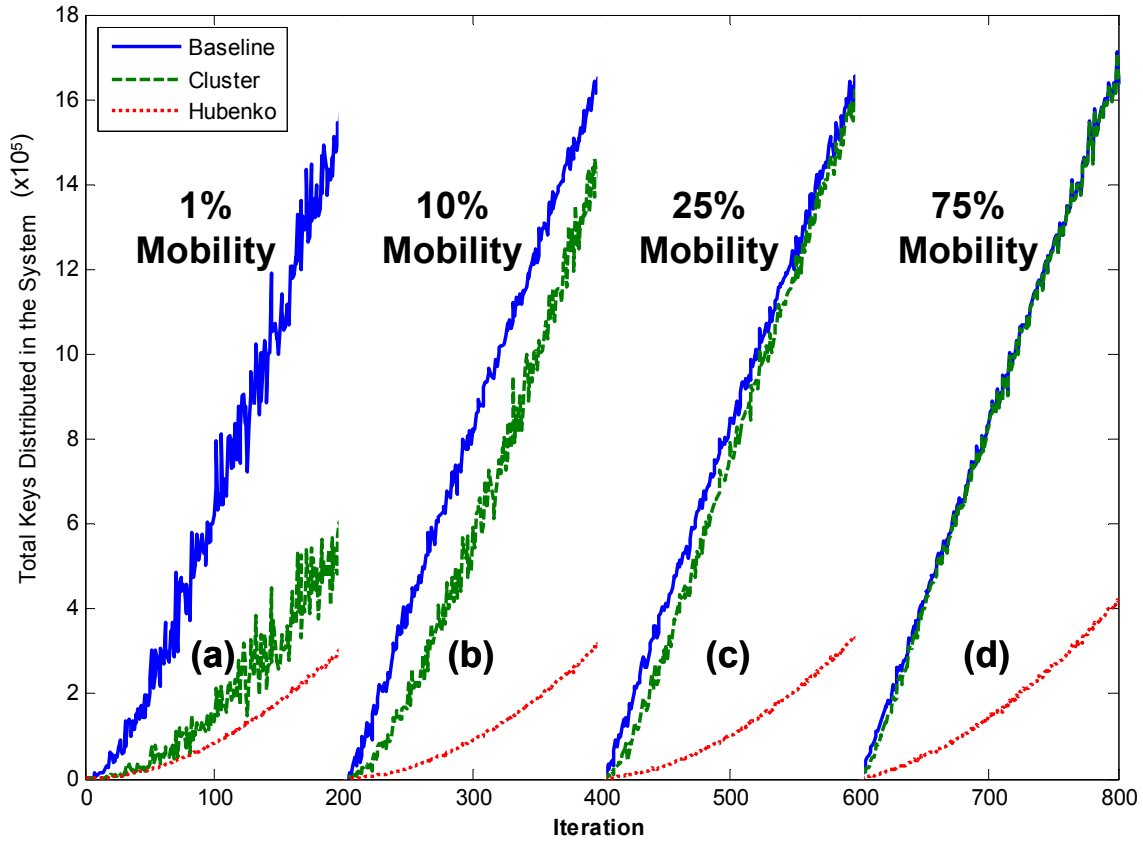 18
16
14
12
10
8
6
4
2
0
Total Keys Distributed in the System (x10⁵)
Baseline
Cluster
Hubenko
1%
Mobility
10%
Mobility
25%
Mobility
75%
Mobility
(a)
(b)
(c)
(d)
0
100
200
300
400
500
600
700
800
Iteration